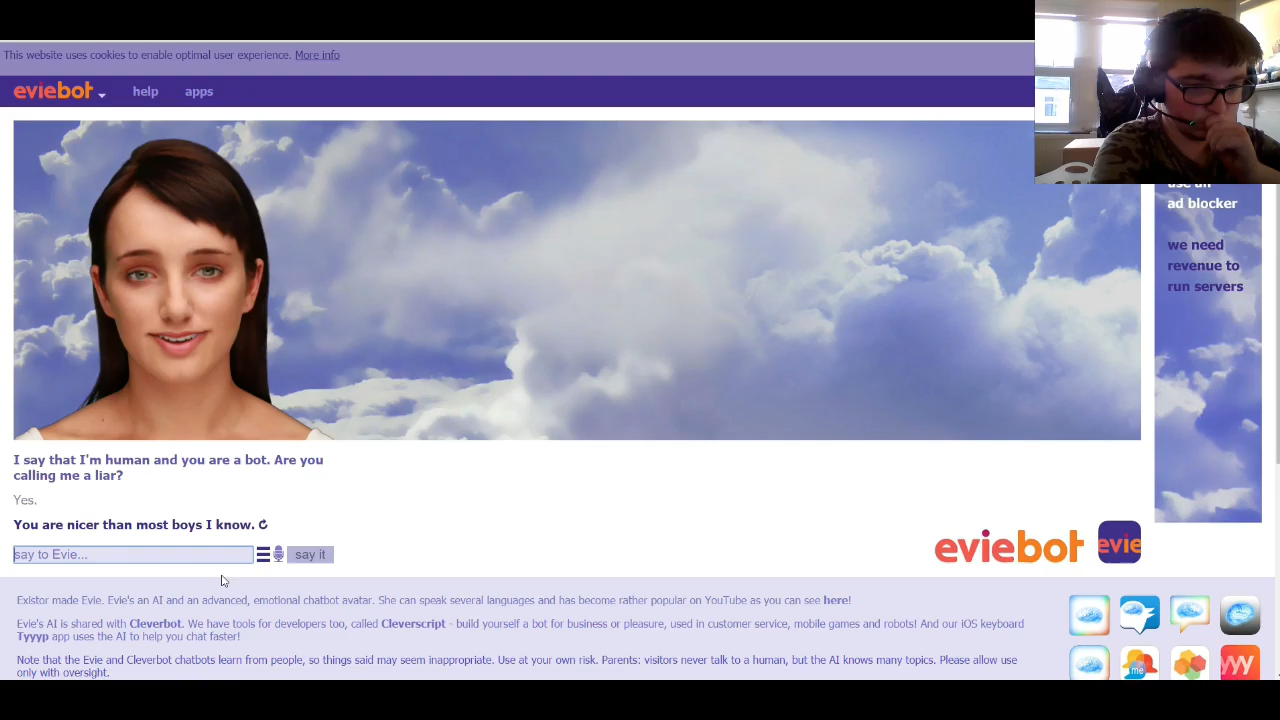 This website uses cookies to enable optimal user experience. More info
eviebot help apps
ad blocker
we need
revenue to
run servers
I say that I'm human and you are a bot. Are you
calling me a liar?
Yes.
You are nicer than most boys I know.
say to Evie... say it
eviebot evie
Existor made Evie. Evie's an AI and an advanced, emotional chatbot avatar. She can speak several languages and has become rather popular on YouTube as you can see here!
Evie's AI is shared with Cleverbot. We have tools for developers too, called Cleverscript - build yourself a bot for business or pleasure, used in customer service, mobile games and robots! And our iOS keyboard
Tyyyp app uses the AI to help you chat faster!
Note that the Evie and Cleverbot chatbots learn from people, so things said may seem inappropriate. Use at your own risk. Parents: visitors never talk to a human, but the AI knows many topics. Please allow use
only with oversight.
me
yyy